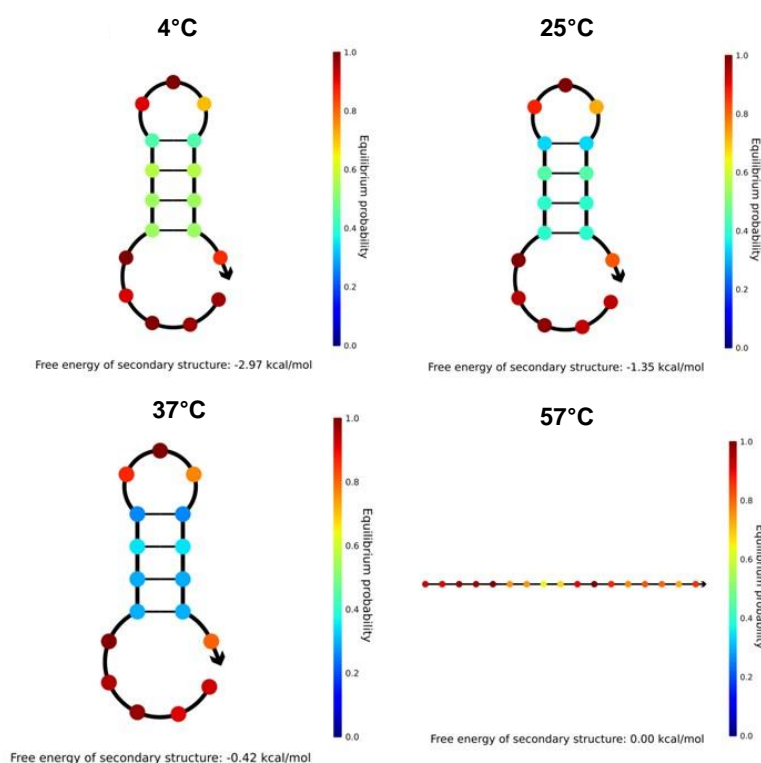 4°C
25°C
1.0
0.8
0.6
0.4
0.2
0.0
Equilibrium probability
1.0
0.8
0.6
0.4
0.2
0.0
Equilibrium probability
Free energy of secondary structure: -2.97 kcal/mol
Free energy of secondary structure: -1.35 kcal/mol
37°C
57°C
1.0
0.8
0.6
0.4
0.2
0.0
Equilibrium probability
1.0
0.8
0.6
0.4
0.2
0.0
Equilibrium probability
Free energy of secondary structure: -0.42 kcal/mol
Free energy of secondary structure: 0.00 kcal/mol